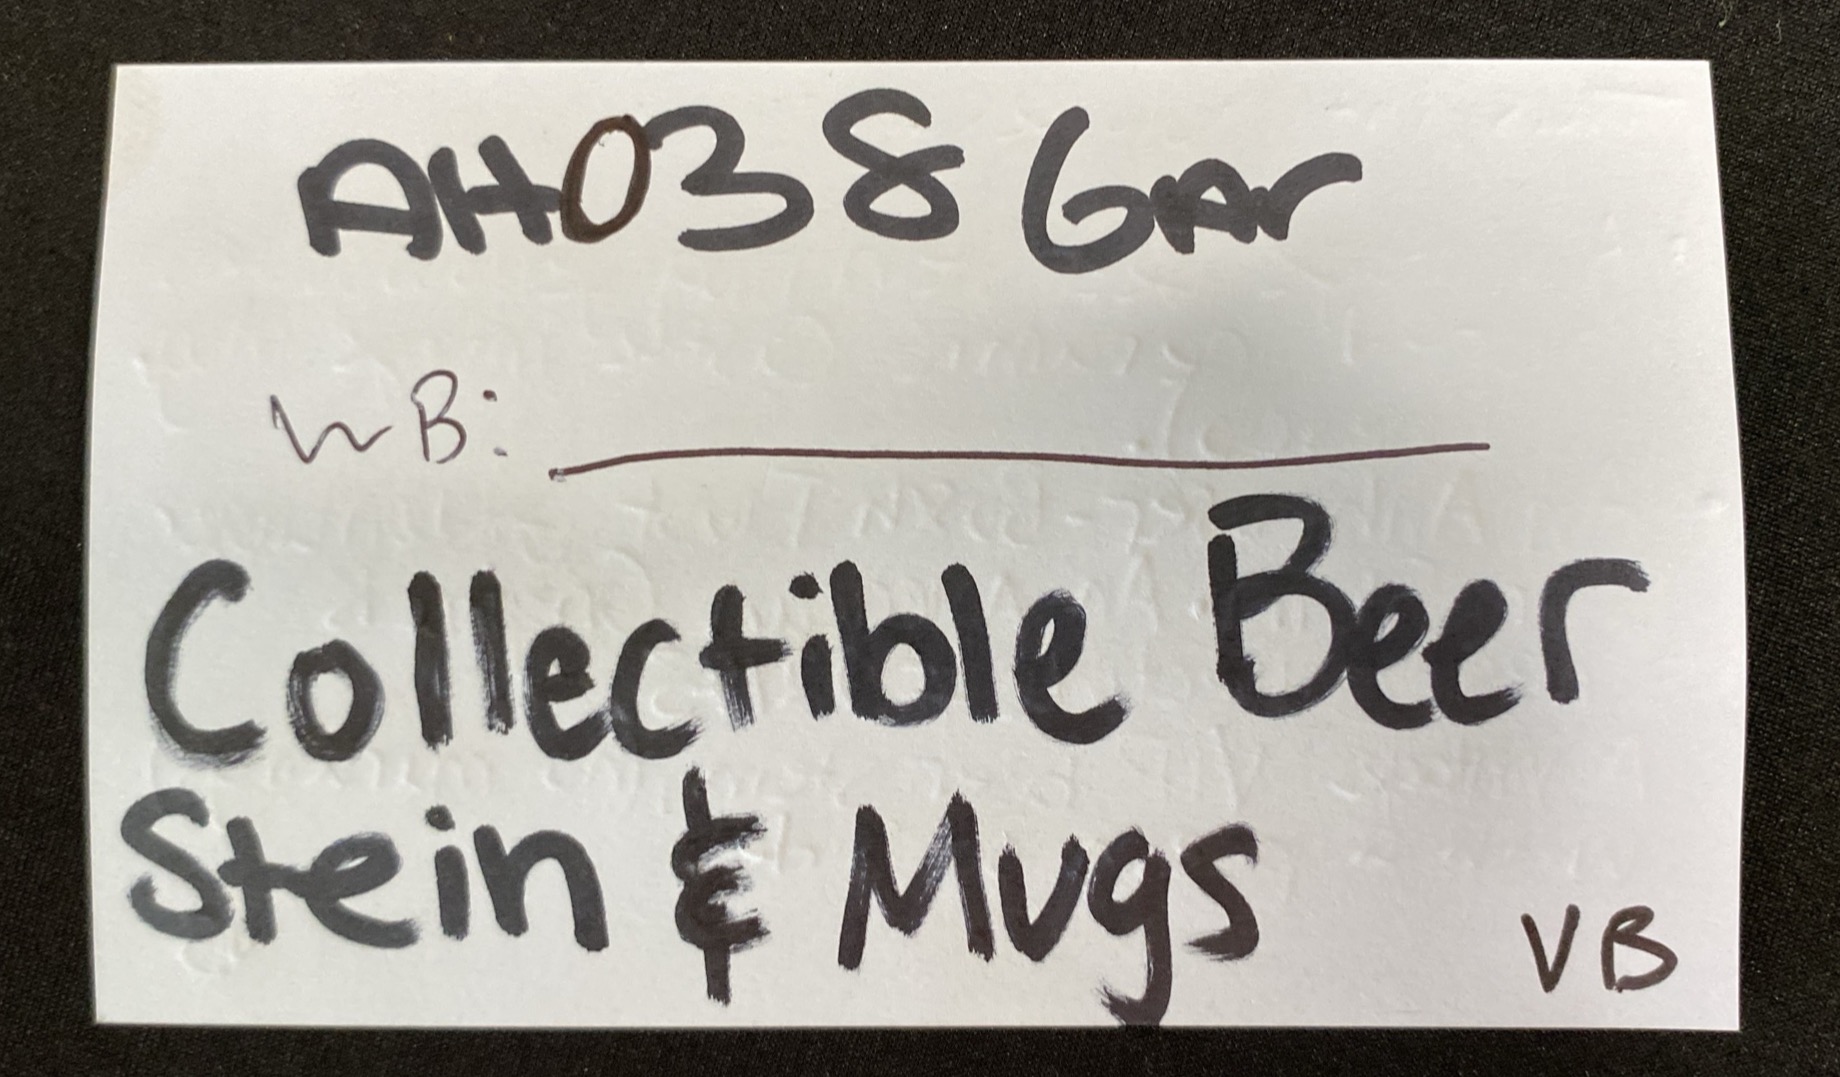 AH038 GAr
WB:
Collectible Beer
Stein & Mugs
VB